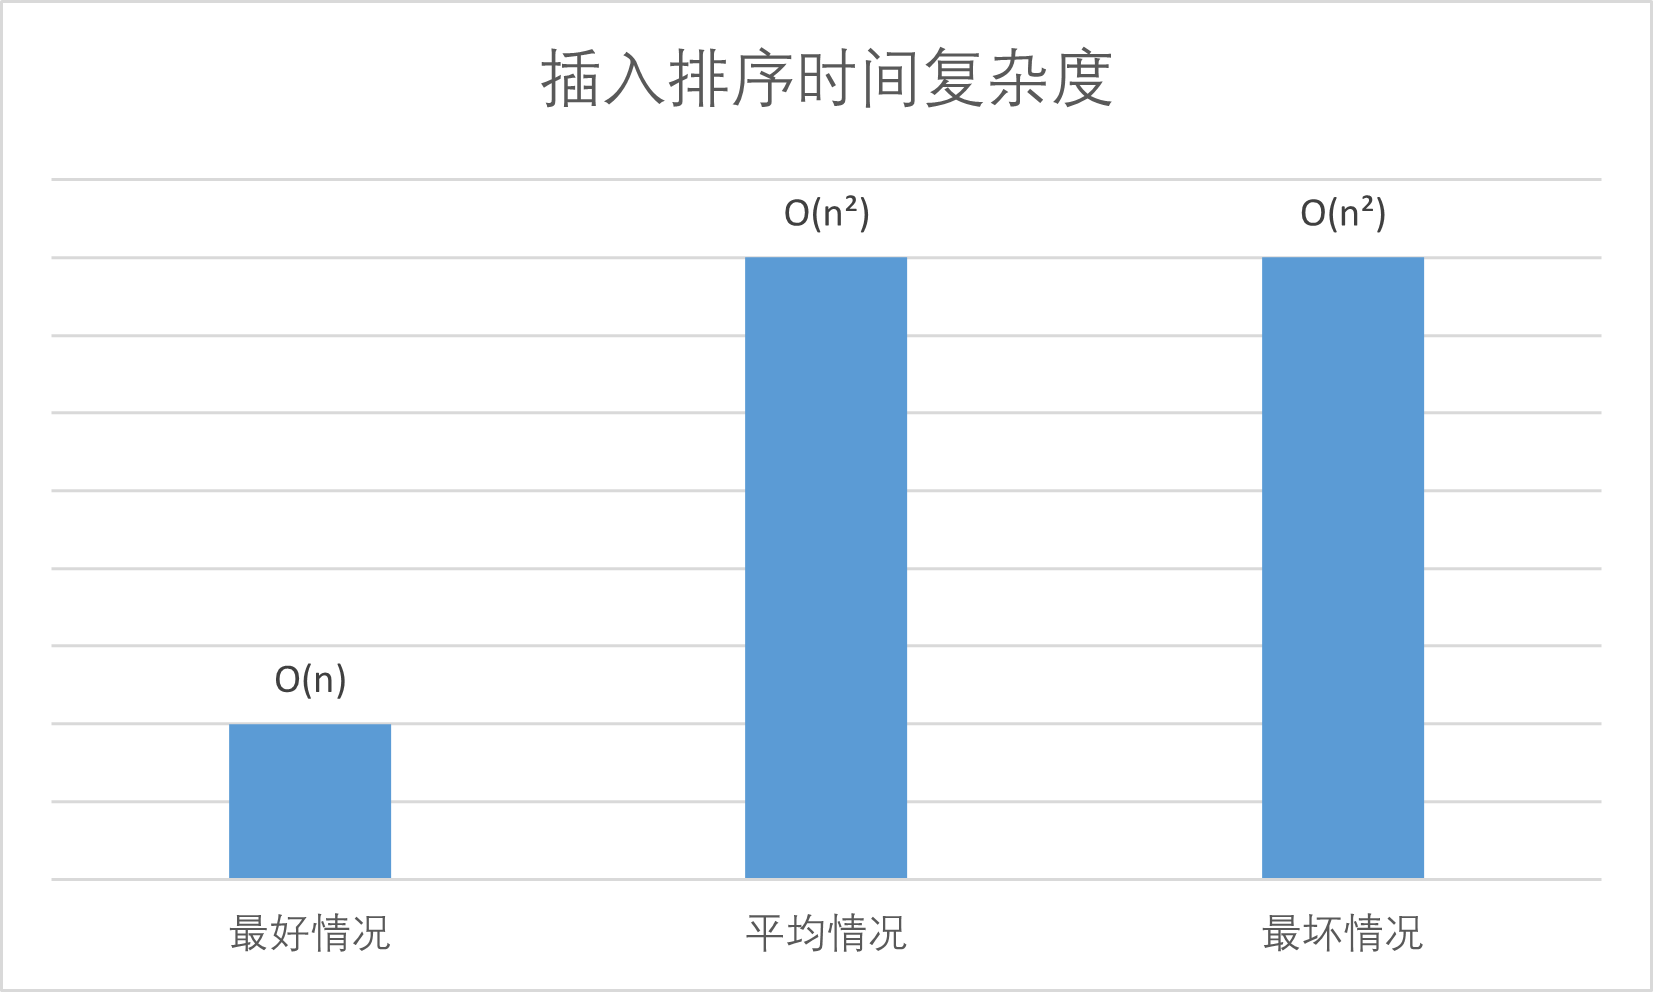 插入排序时间复杂度
O(n²)
O(n²)
O(n)
最好情况
平均情况
最坏情况